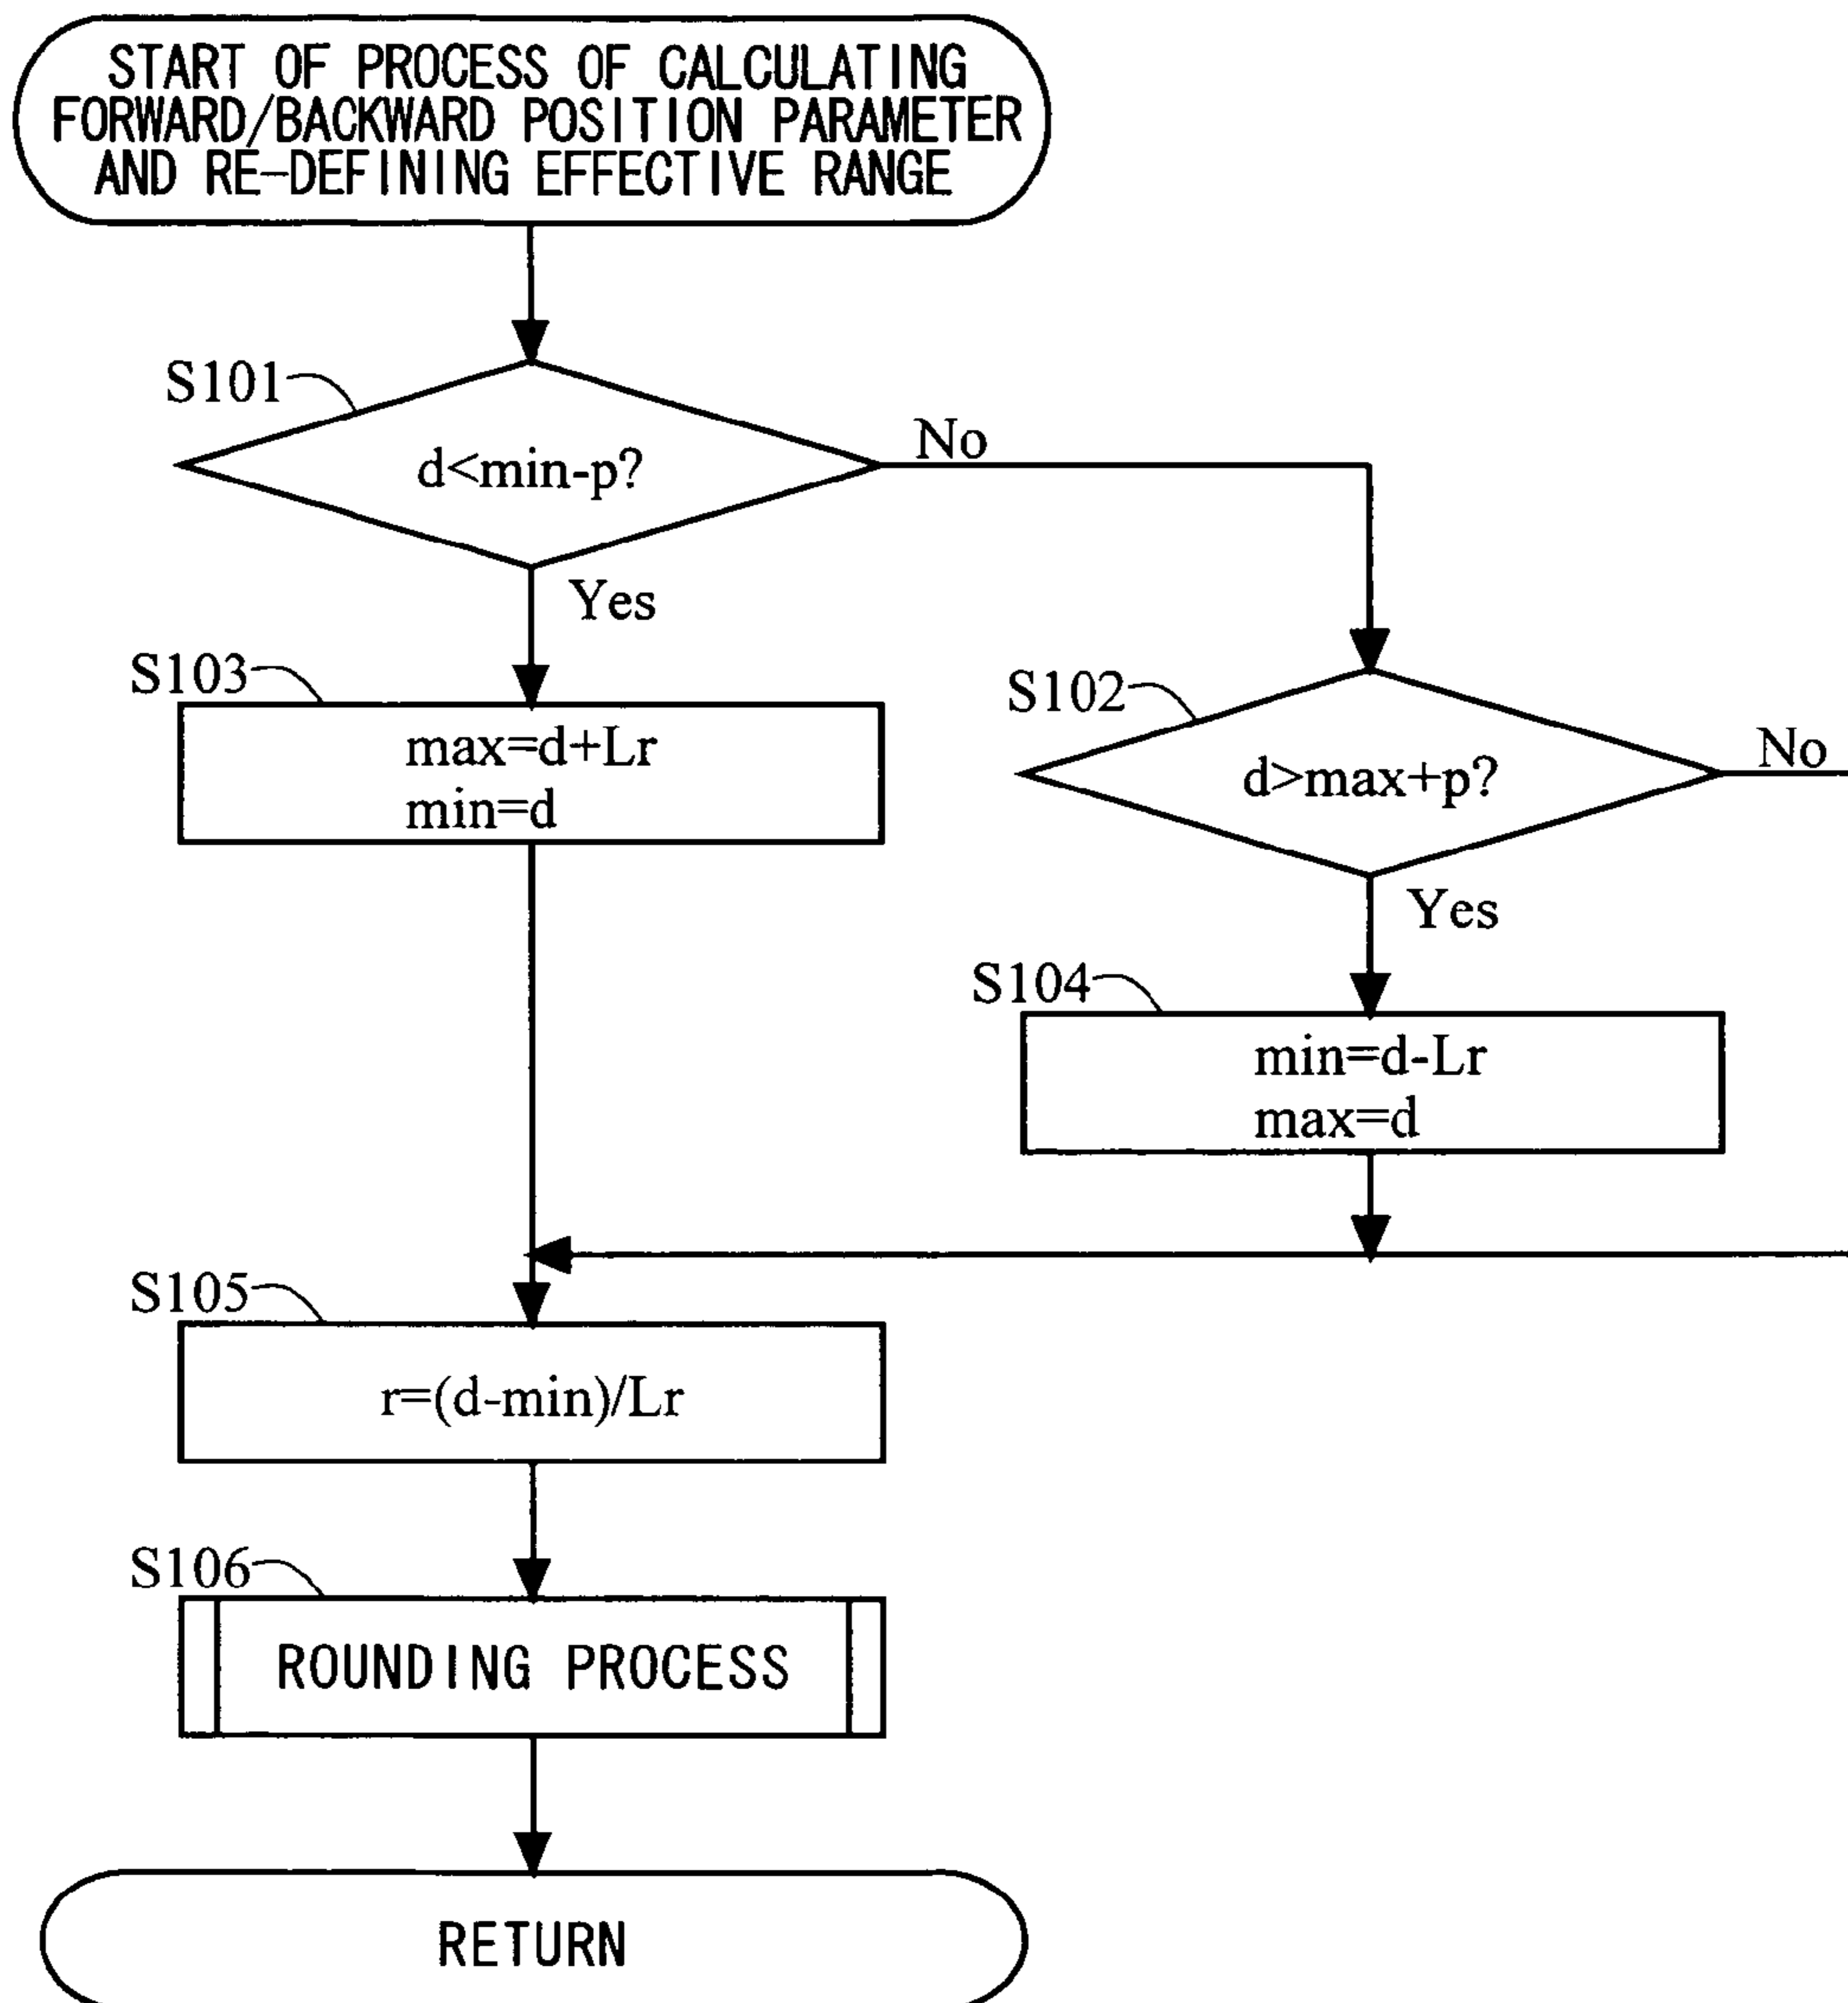 START OF PROCESS OF CALCULATING
FORWARD/BACKWARD POSITION PARAMETER
AND RE-DEFINING EFFECTIVE RANGE
S101
d<min-p?
No
Yes
S103
max=d+Lr
min=d
S102
d>max+p?
No
Yes
S104
min=d-Lr
max=d
S105
r=(d-min)/Lr
S106
ROUNDING PROCESS
RETURN